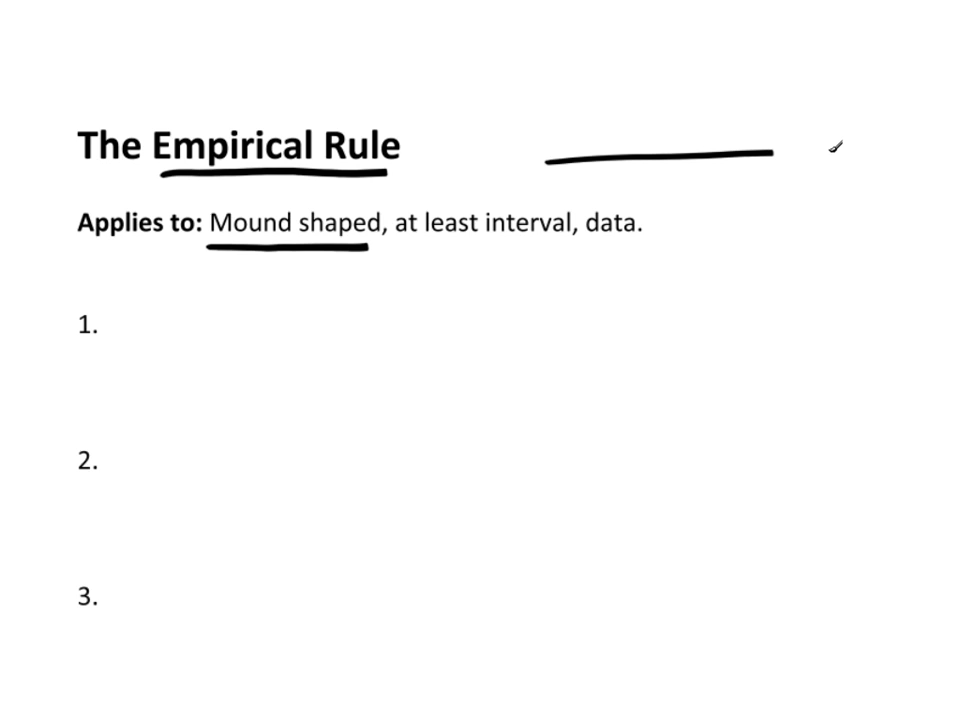 The Empirical Rule
Applies to: Mound shaped, at least interval, data.
1.
2.
3.